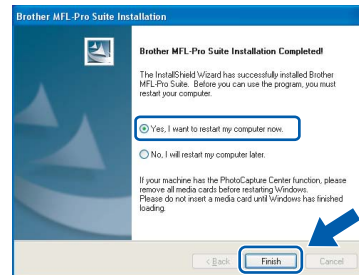 Brother MFL-Pro Suite Installation
Brother MFL-Pro Suite Installation Completed!
The InstallShield Wizard has successfully installed Brother
MFL-Pro Suite. Before you can use the program, you must
restart your computer.
Yes, I want to restart my computer now.
No, I will restart my computer later.
If your machine has the PhotoCapture Center function, please
remove all media cards before restarting Windows.
Please do not insert a media card until Windows has finished
loading.
< Back
Finish
Cancel